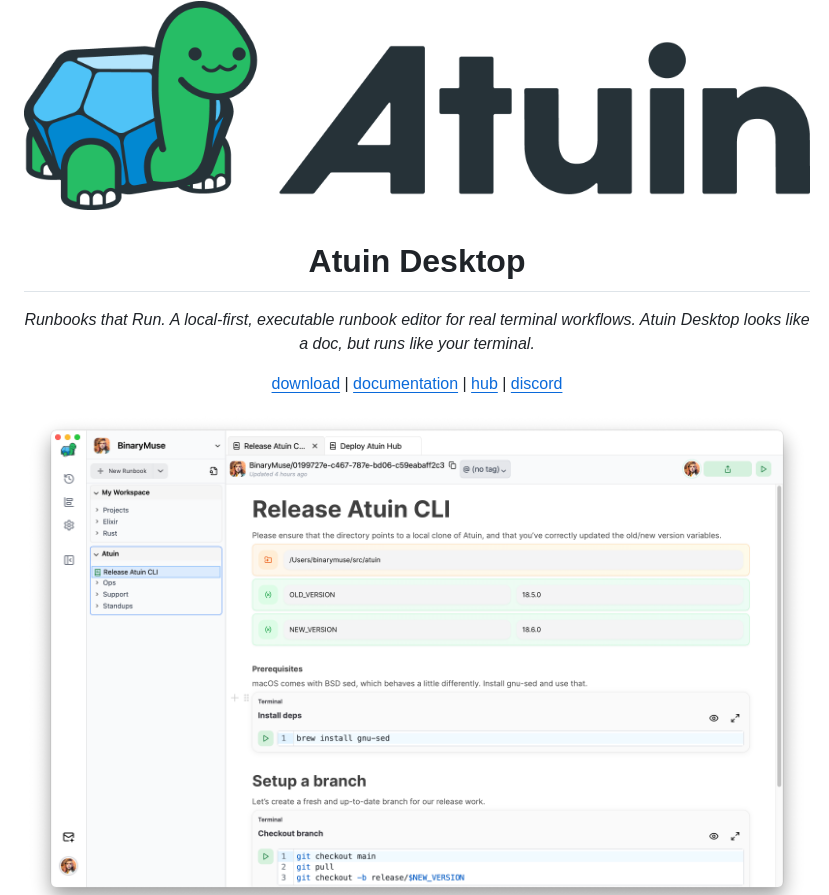 Atuin
Atuin Desktop
Runbooks that Run. A local-first, executable runbook editor for real terminal workflows. Atuin Desktop looks like
a doc, but runs like your terminal.
download | documentation | hub | discord
BinaryMuse
Release Atuin C...
Deploy Atuin Hub
New Runbook
BinaryMuse/0199727e-c467-787e-bd06-c59eabaff2c3
@ (no tag)
Updated 4 hours ago
My Workspace
Projects
Elixir
Rust
Atuin
Release Atuin CLI
Ops
Support
Standups
Release Atuin CLI
Please ensure that the directory points to a local clone of Atuin, and that you've correctly updated the old/new version variables.
/Users/binarymuse/src/atuin
OLD_VERSION 18.5.0
NEW_VERSION 18.6.0
Prerequisites
macOS comes with BSD sed, which behaves a little differently. Install gnu-sed and use that.
Terminal
Install deps
1 brew install gnu-sed
Setup a branch
Let's create a fresh and up-to-date branch for our release work.
Terminal
Checkout branch
1 git checkout main
2 git pull
3 git checkout -b release/$NEW_VERSION